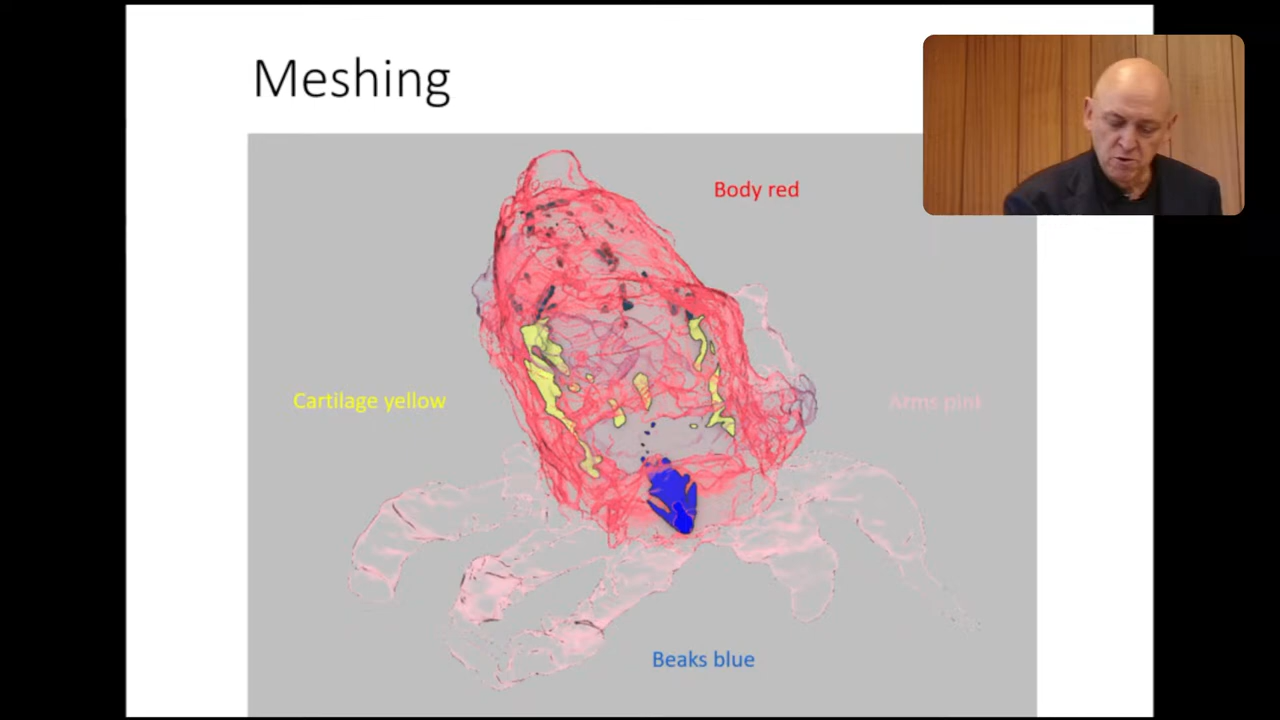 Meshing
Body red
Cartilage yellow
Arms pink
Beaks blue